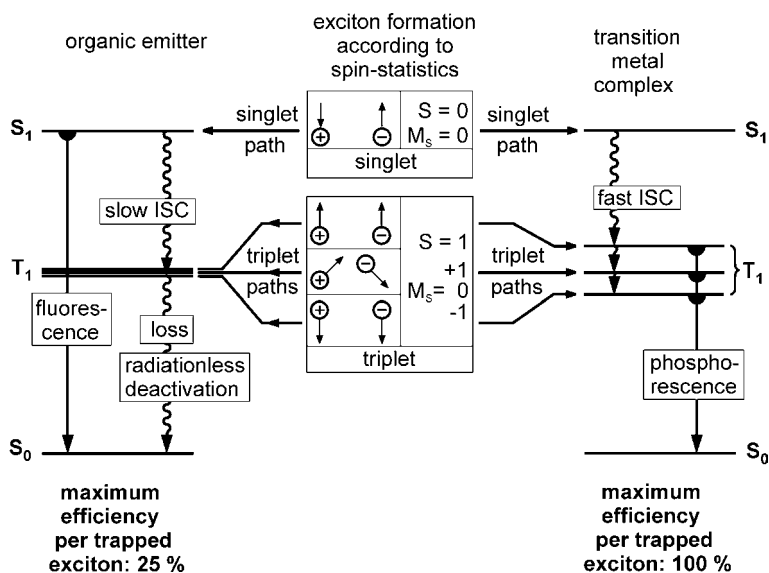 organic emitter
exciton formation
according to
spin-statistics
transition
metal
complex
S1
singlet
path
S = 0
Ms = 0
singlet
singlet
path
S1
slow ISC
fast ISC
T1
triplet
paths
S = 1
+1
Ms= 0
-1
triplet
triplet
paths
T1
fluores-
cence
loss
radiationless
deactivation
phospho-
rescence
S0
S0
maximum
efficiency
per trapped
exciton: 25 %
maximum
efficiency
per trapped
exciton: 100 %